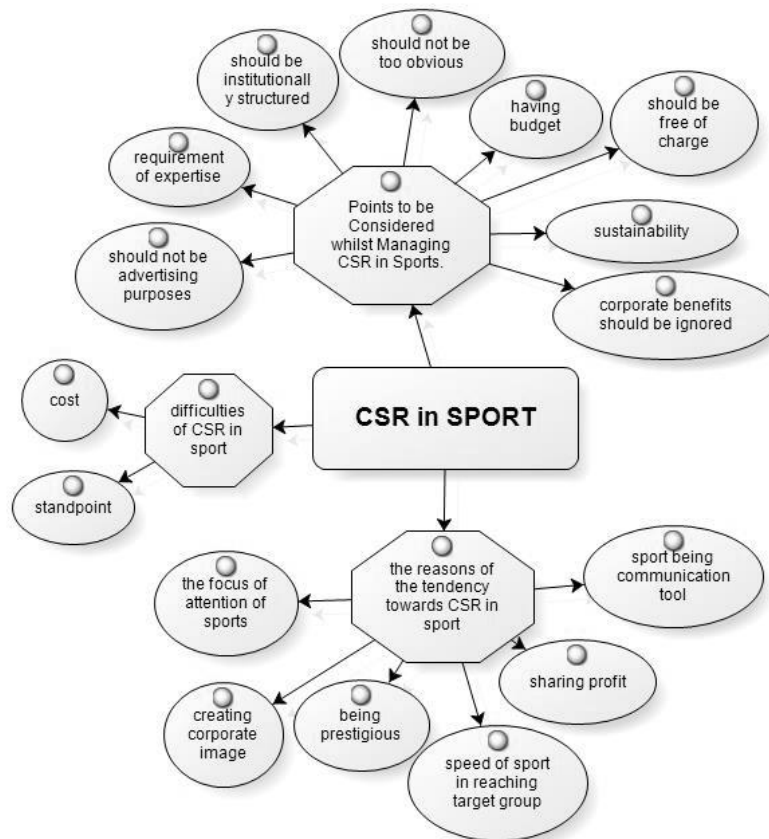 should not be
too obvious
should be
institutionall
y structured
having
budget
should be
free of
charge
requirement
of expertise
Points to be
Considered
whilst Managing
CSR in Sports.
sustainability
should not be
advertising
purposes
corporate benefits
should be ignored
CSR in SPORT
cost
difficulties
of CSR in
sport
standpoint
the reasons of
the tendency
towards CSR in
sport
sport being
communication
tool
the focus of
attention of
sports
sharing profit
creating
corporate
image
being
prestigious
speed of sport
in reaching
target group